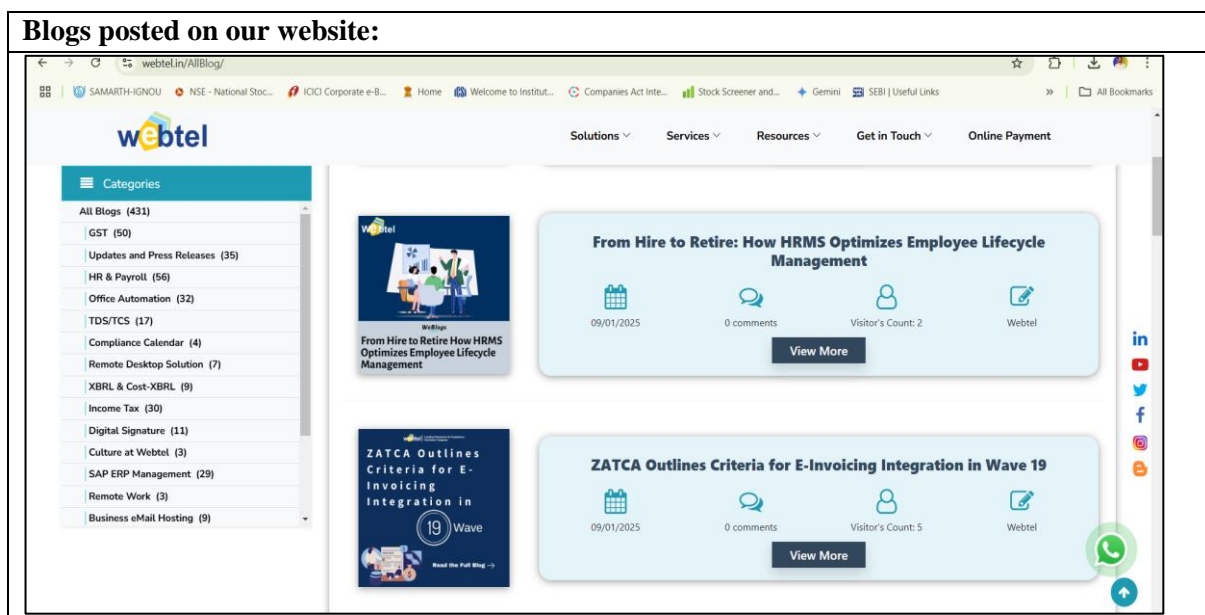 Blogs posted on our website:
webtel.in/AllBlog/
SAMARTH-IGNOU NSE - National Stoc... ICICI Corporate e-B... Home Welcome to Institut... Companies Act Inte... Stock Screener and... Gemini SEBI | Useful Links » All Bookmarks
webtel
Solutions Services Resources Get in Touch Online Payment
Categories
All Blogs (431)
GST (50)
Updates and Press Releases (35)
HR & Payroll (56)
Office Automation (32)
TDS/TCS (17)
Compliance Calendar (4)
Remote Desktop Solution (7)
XBRL & Cost-XBRL (9)
Income Tax (30)
Digital Signature (11)
Culture at Webtel (3)
SAP ERP Management (29)
Remote Work (3)
Business eMail Hosting (9)
Webtel
WeBlogs
From Hire to Retire How HRMS
Optimizes Employee Lifecycle
Management
From Hire to Retire: How HRMS Optimizes Employee Lifecycle
Management
09/01/2025 0 comments Visitor's Count: 2 Webtel
View More
webtel
ZATCA Outlines
Criteria for E-
Invoicing
Integration in
19 Wave
Read the Full Blog →
ZATCA Outlines Criteria for E-Invoicing Integration in Wave 19
09/01/2025 0 comments Visitor's Count: 5 Webtel
View More
in
f